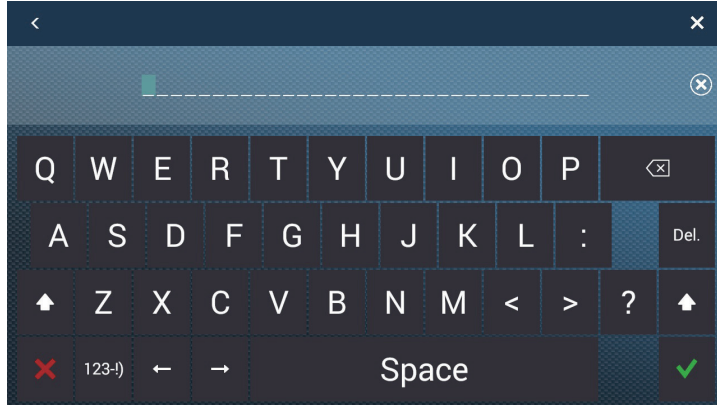 Q W E R T Y U I O P
A S D F G H J K L : Del.
Z X C V B N M < > ?
123-!) ← → Space